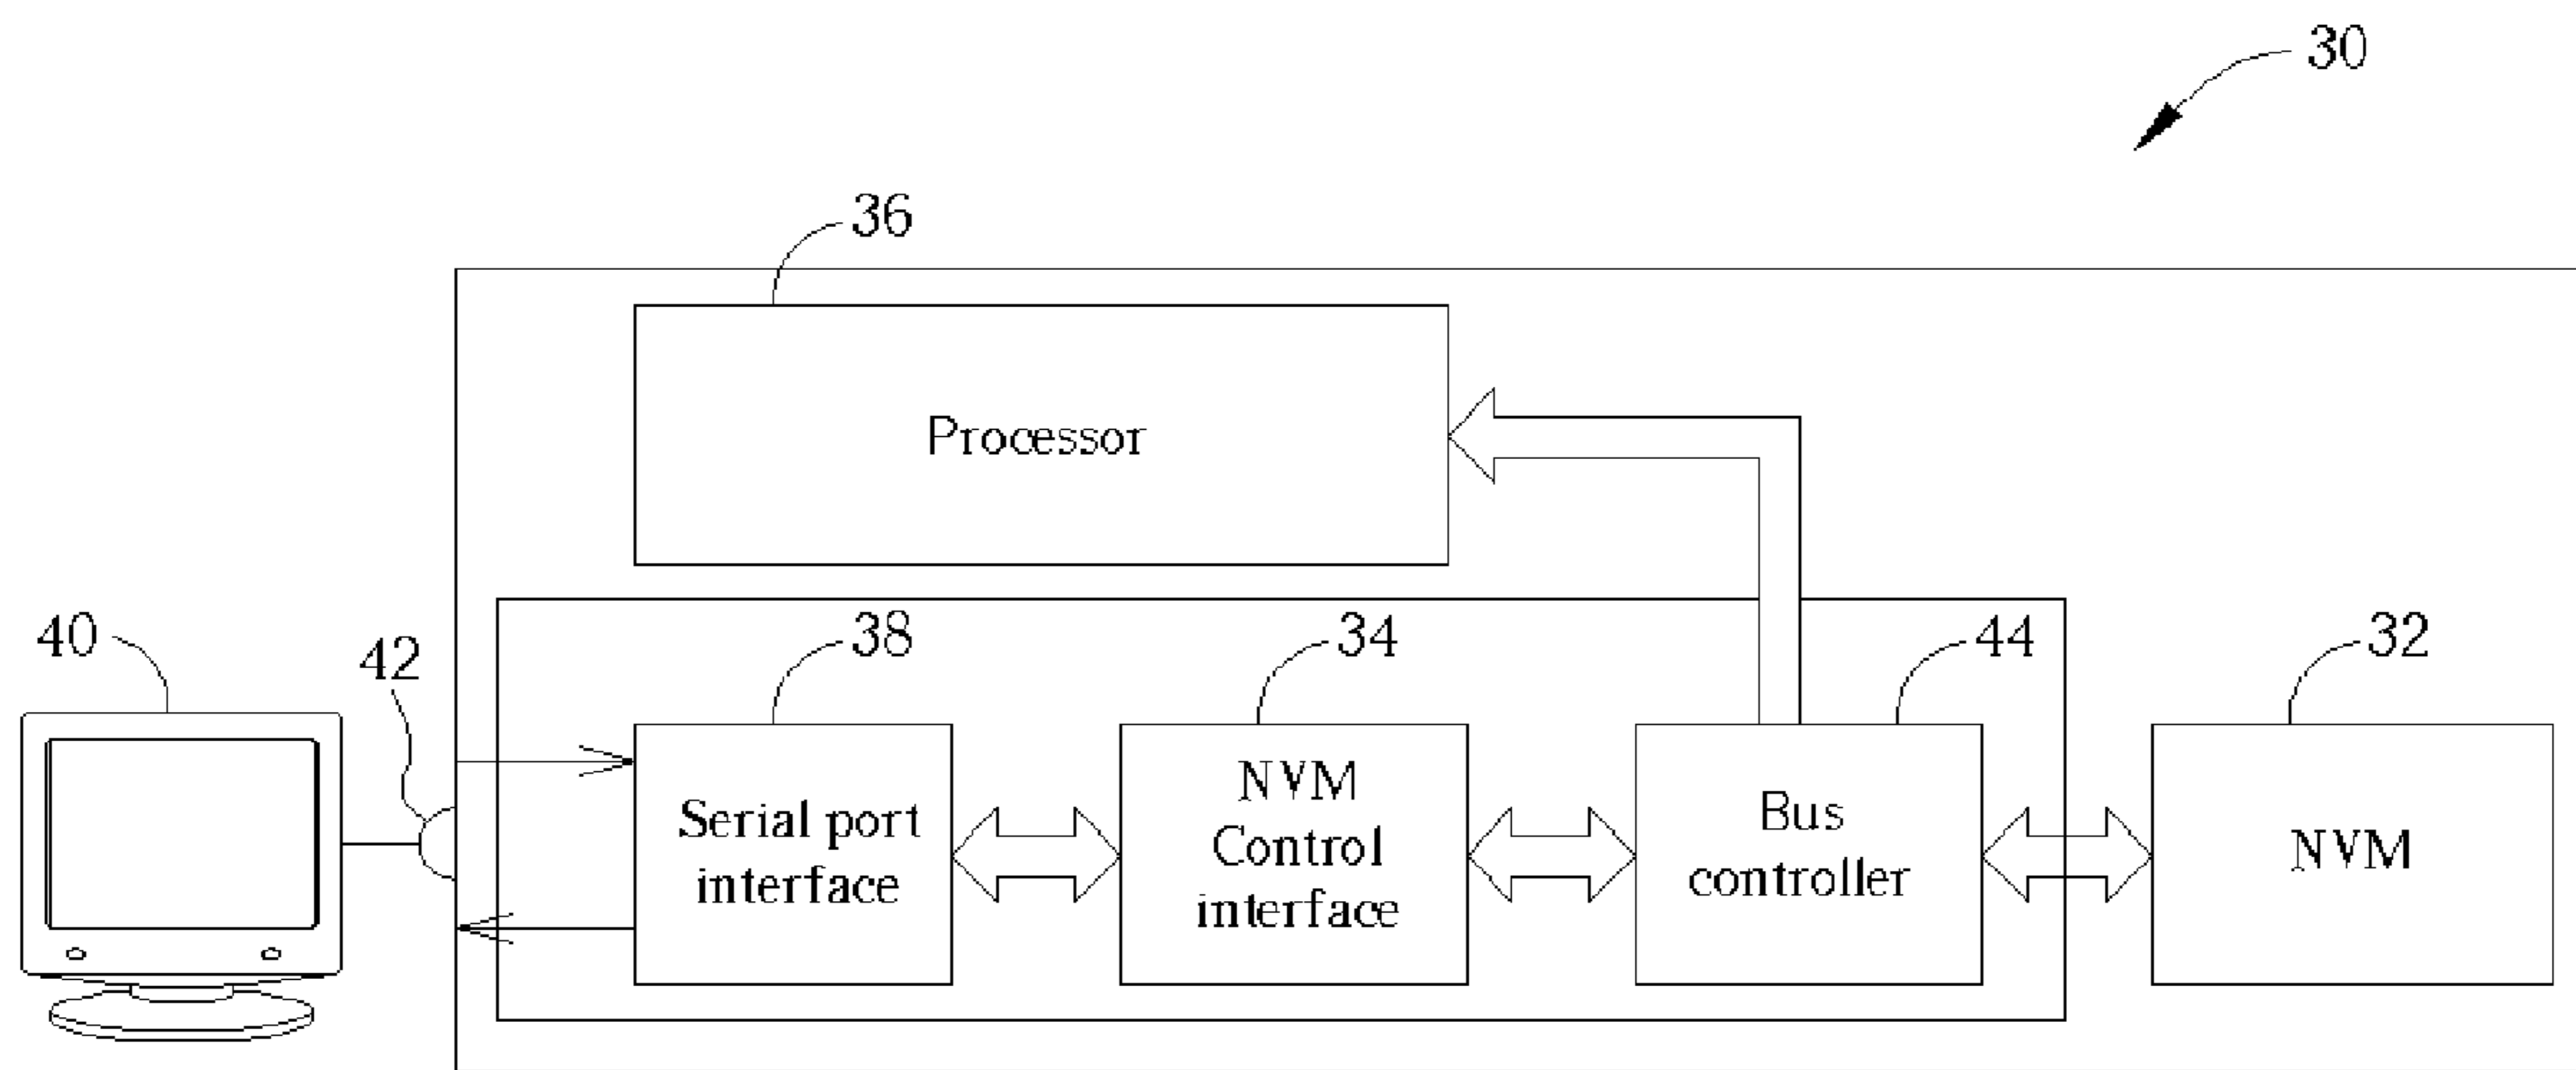 30
36
Processor
40
42
38
34
44
32
Serial port
interface
NVM
Control
interface
Bus
controller
NVM